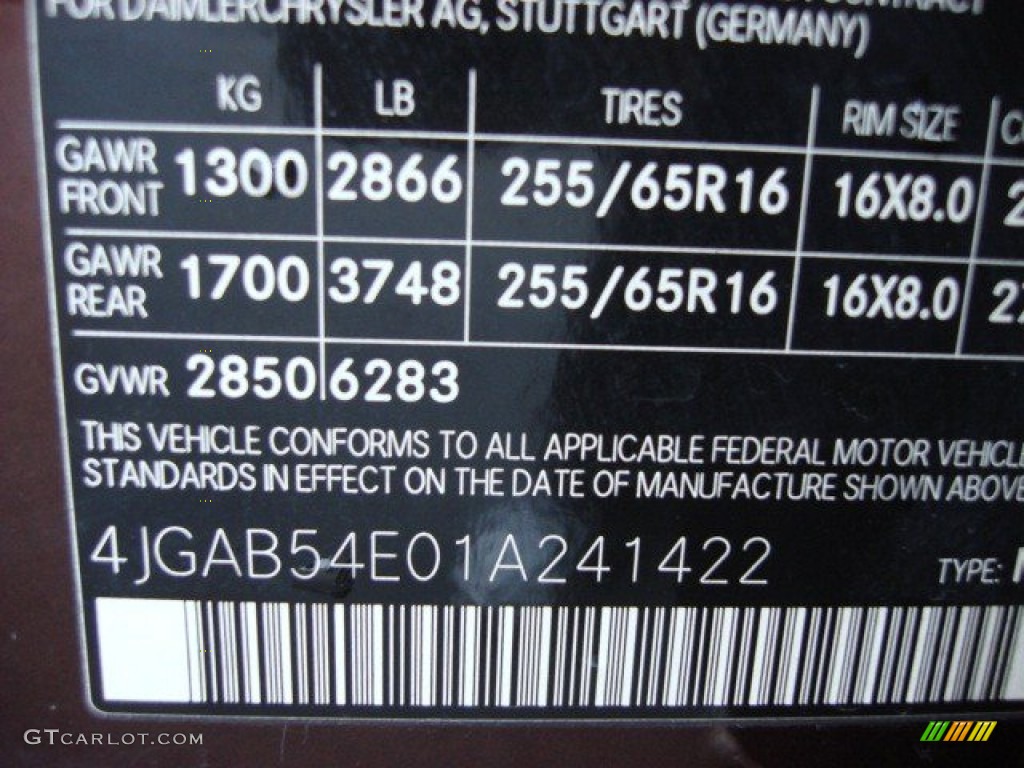 FOR DAIMLERCHRYSLER AG, STUTTGART (GERMANY)
KG LB TIRES RIM SIZE
GAWR FRONT 1300 2866 255/65R16 16X8.0
GAWR REAR 1700 3748 255/65R16 16X8.0
GVWR 2850 6283
THIS VEHICLE CONFORMS TO ALL APPLICABLE FEDERAL MOTOR VEHICLE
STANDARDS IN EFFECT ON THE DATE OF MANUFACTURE SHOWN ABOVE
4JGAB54E01A241422 TYPE:
GTCARLOT.COM